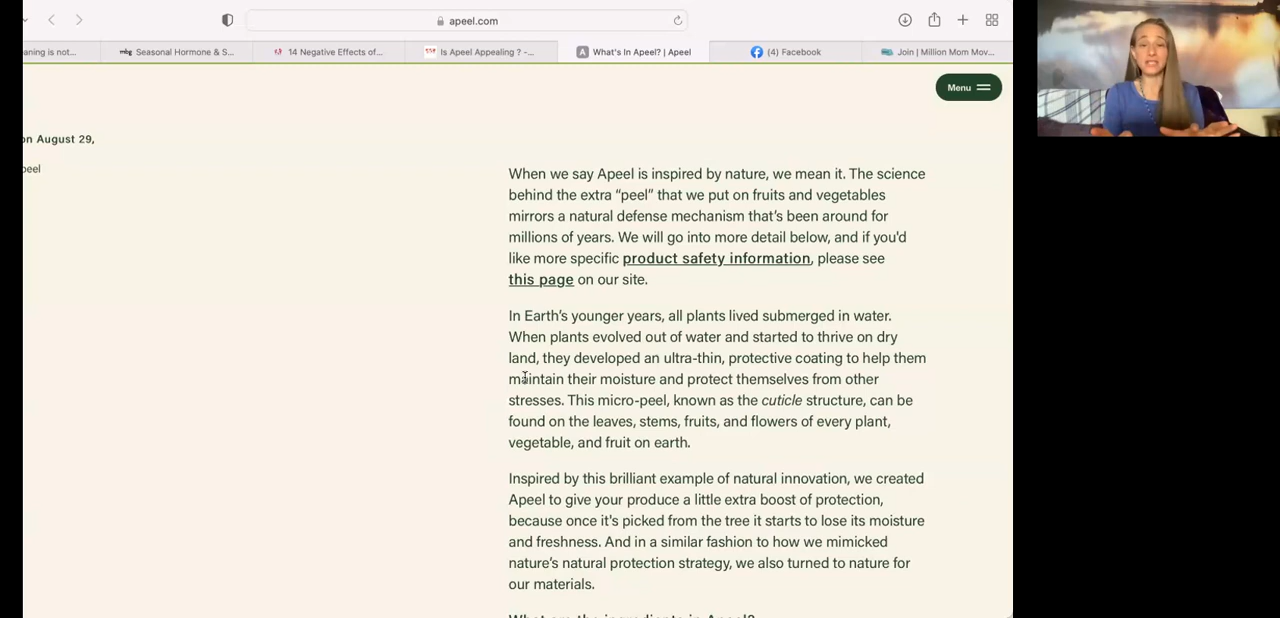 apeel.com
aning is not...
Seasonal Hormone & S...
14 Negative Effects of...
Is Apeel Appealing ? -...
What's In Apeel? | Apeel
(4) Facebook
Join | Million Mom Mov...
Menu
on August 29,
peel
When we say Apeel is inspired by nature, we mean it. The science
behind the extra “peel” that we put on fruits and vegetables
mirrors a natural defense mechanism that’s been around for
millions of years. We will go into more detail below, and if you'd
like more specific product safety information, please see
this page on our site.
In Earth’s younger years, all plants lived submerged in water.
When plants evolved out of water and started to thrive on dry
land, they developed an ultra-thin, protective coating to help them
maintain their moisture and protect themselves from other
stresses. This micro-peel, known as the cuticle structure, can be
found on the leaves, stems, fruits, and flowers of every plant,
vegetable, and fruit on earth.
Inspired by this brilliant example of natural innovation, we created
Apeel to give your produce a little extra boost of protection,
because once it's picked from the tree it starts to lose its moisture
and freshness. And in a similar fashion to how we mimicked
nature’s natural protection strategy, we also turned to nature for
our materials.
What are the ingredients in Apeel?